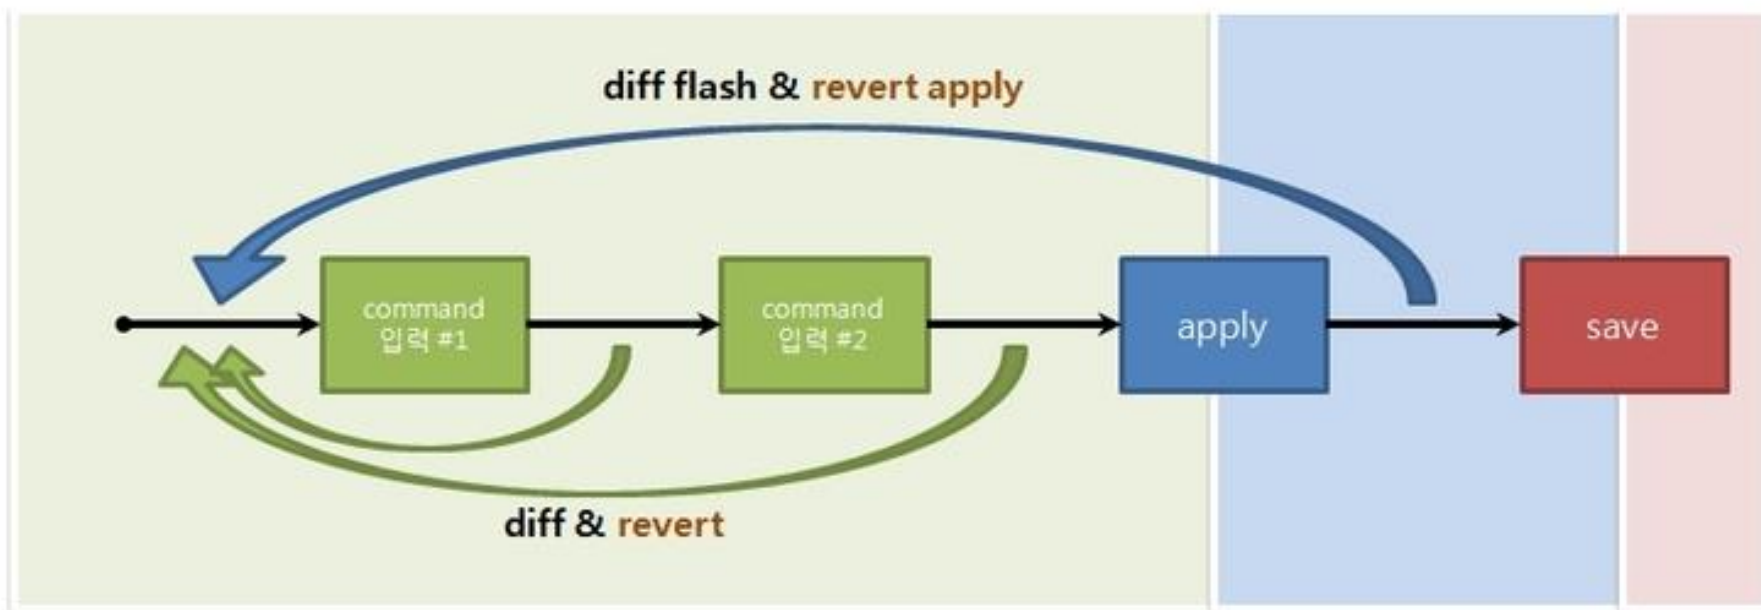 diff flash & revert apply
command
입력 #1
command
입력 #2
apply
save
diff & revert